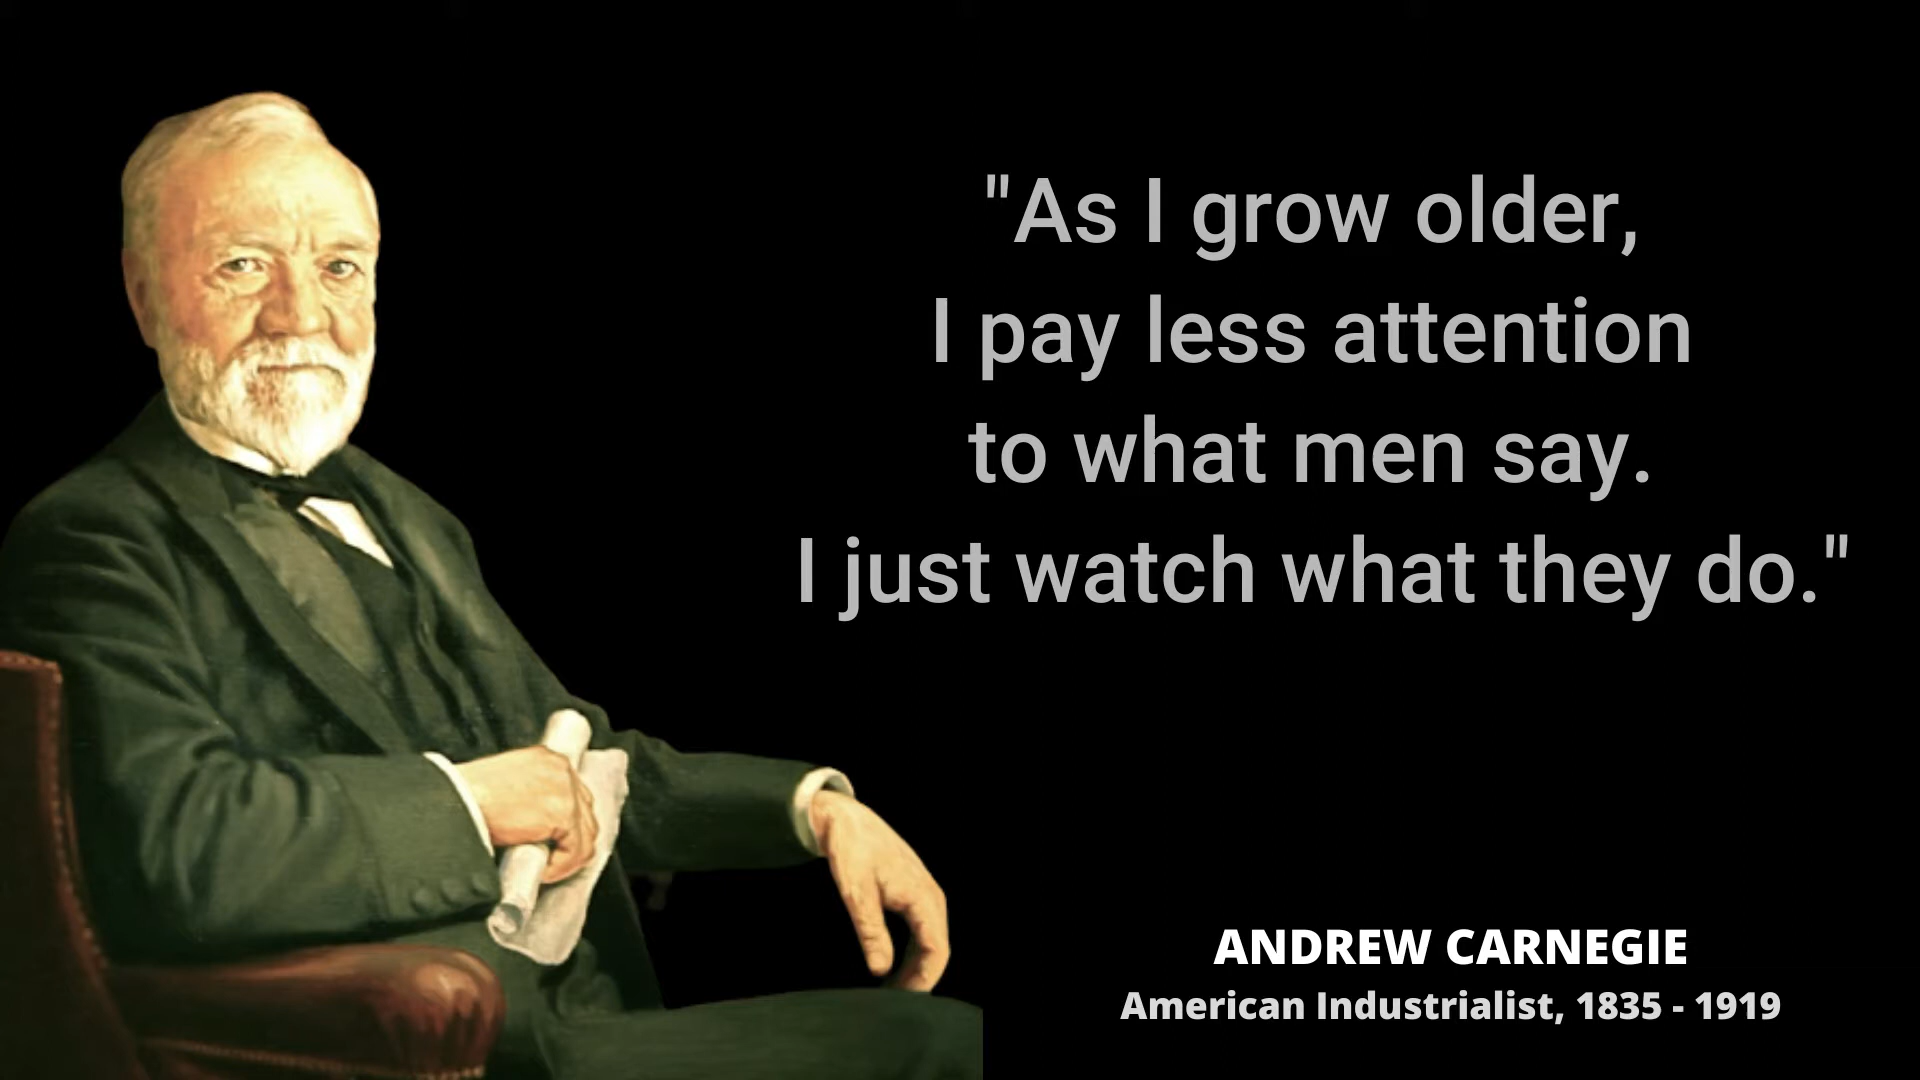 "As I grow older,
I pay less attention
to what men say.
I just watch what they do."
ANDREW CARNEGIE
American Industrialist, 1835 - 1919